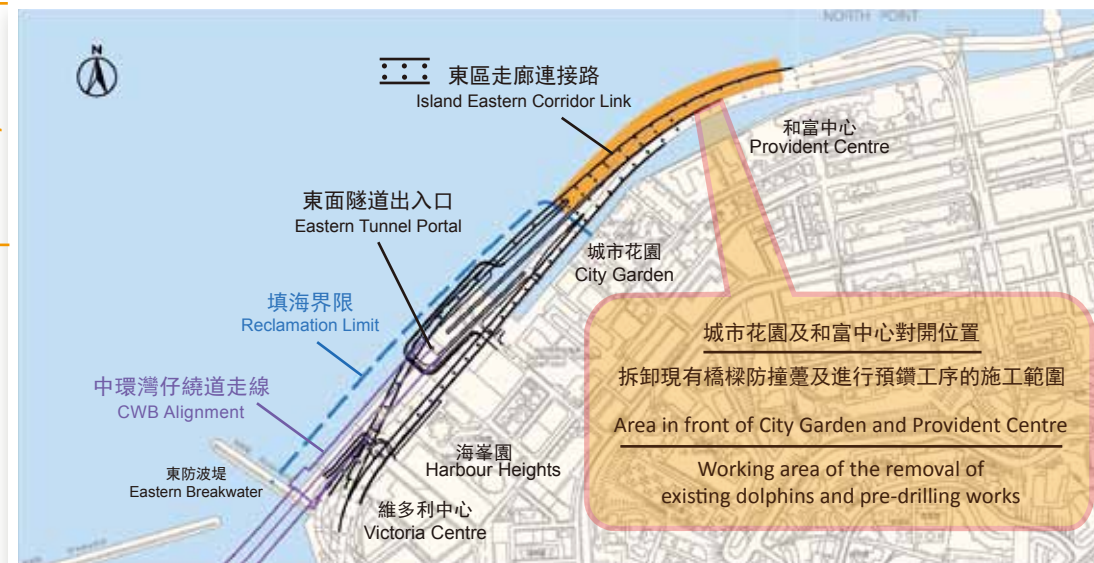 NORTH POINT
N
東區走廊連接路
Island Eastern Corridor Link
和富中心
Provident Centre
東面隧道出入口
Eastern Tunnel Portal
城市花園
City Garden
填海界限
Reclamation Limit
城市花園及和富中心對開位置
拆卸現有橋樑防撞躉及進行預鑽工序的施工範圍
Area in front of City Garden and Provident Centre
Working area of the removal of
existing dolphins and pre-drilling works
中環灣仔繞道走線
CWB Alignment
海峯園
Harbour Heights
東防波堤
Eastern Breakwater
維多利中心
Victoria Centre